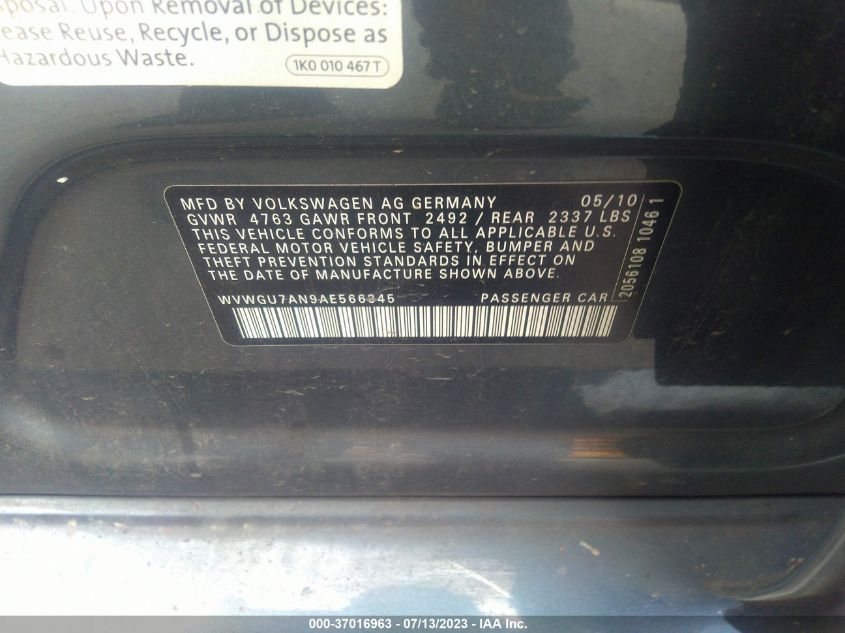 posal. Upon Removal of Devices:
ease Reuse, Recycle, or Dispose as
Hazardous Waste.
1K0 010 467 T
MFD BY VOLKSWAGEN AG GERMANY 05/10
GVWR 4763 GAWR FRONT 2492 / REAR 2337 LBS
THIS VEHICLE CONFORMS TO ALL APPLICABLE U.S.
FEDERAL MOTOR VEHICLE SAFETY, BUMPER AND
THEFT PREVENTION STANDARDS IN EFFECT ON
THE DATE OF MANUFACTURE SHOWN ABOVE.
WVWGU7AN9AE566345 PASSENGER CAR
2056108 1046 1
000-37016963 / 07/13/2023 - IAA Inc.